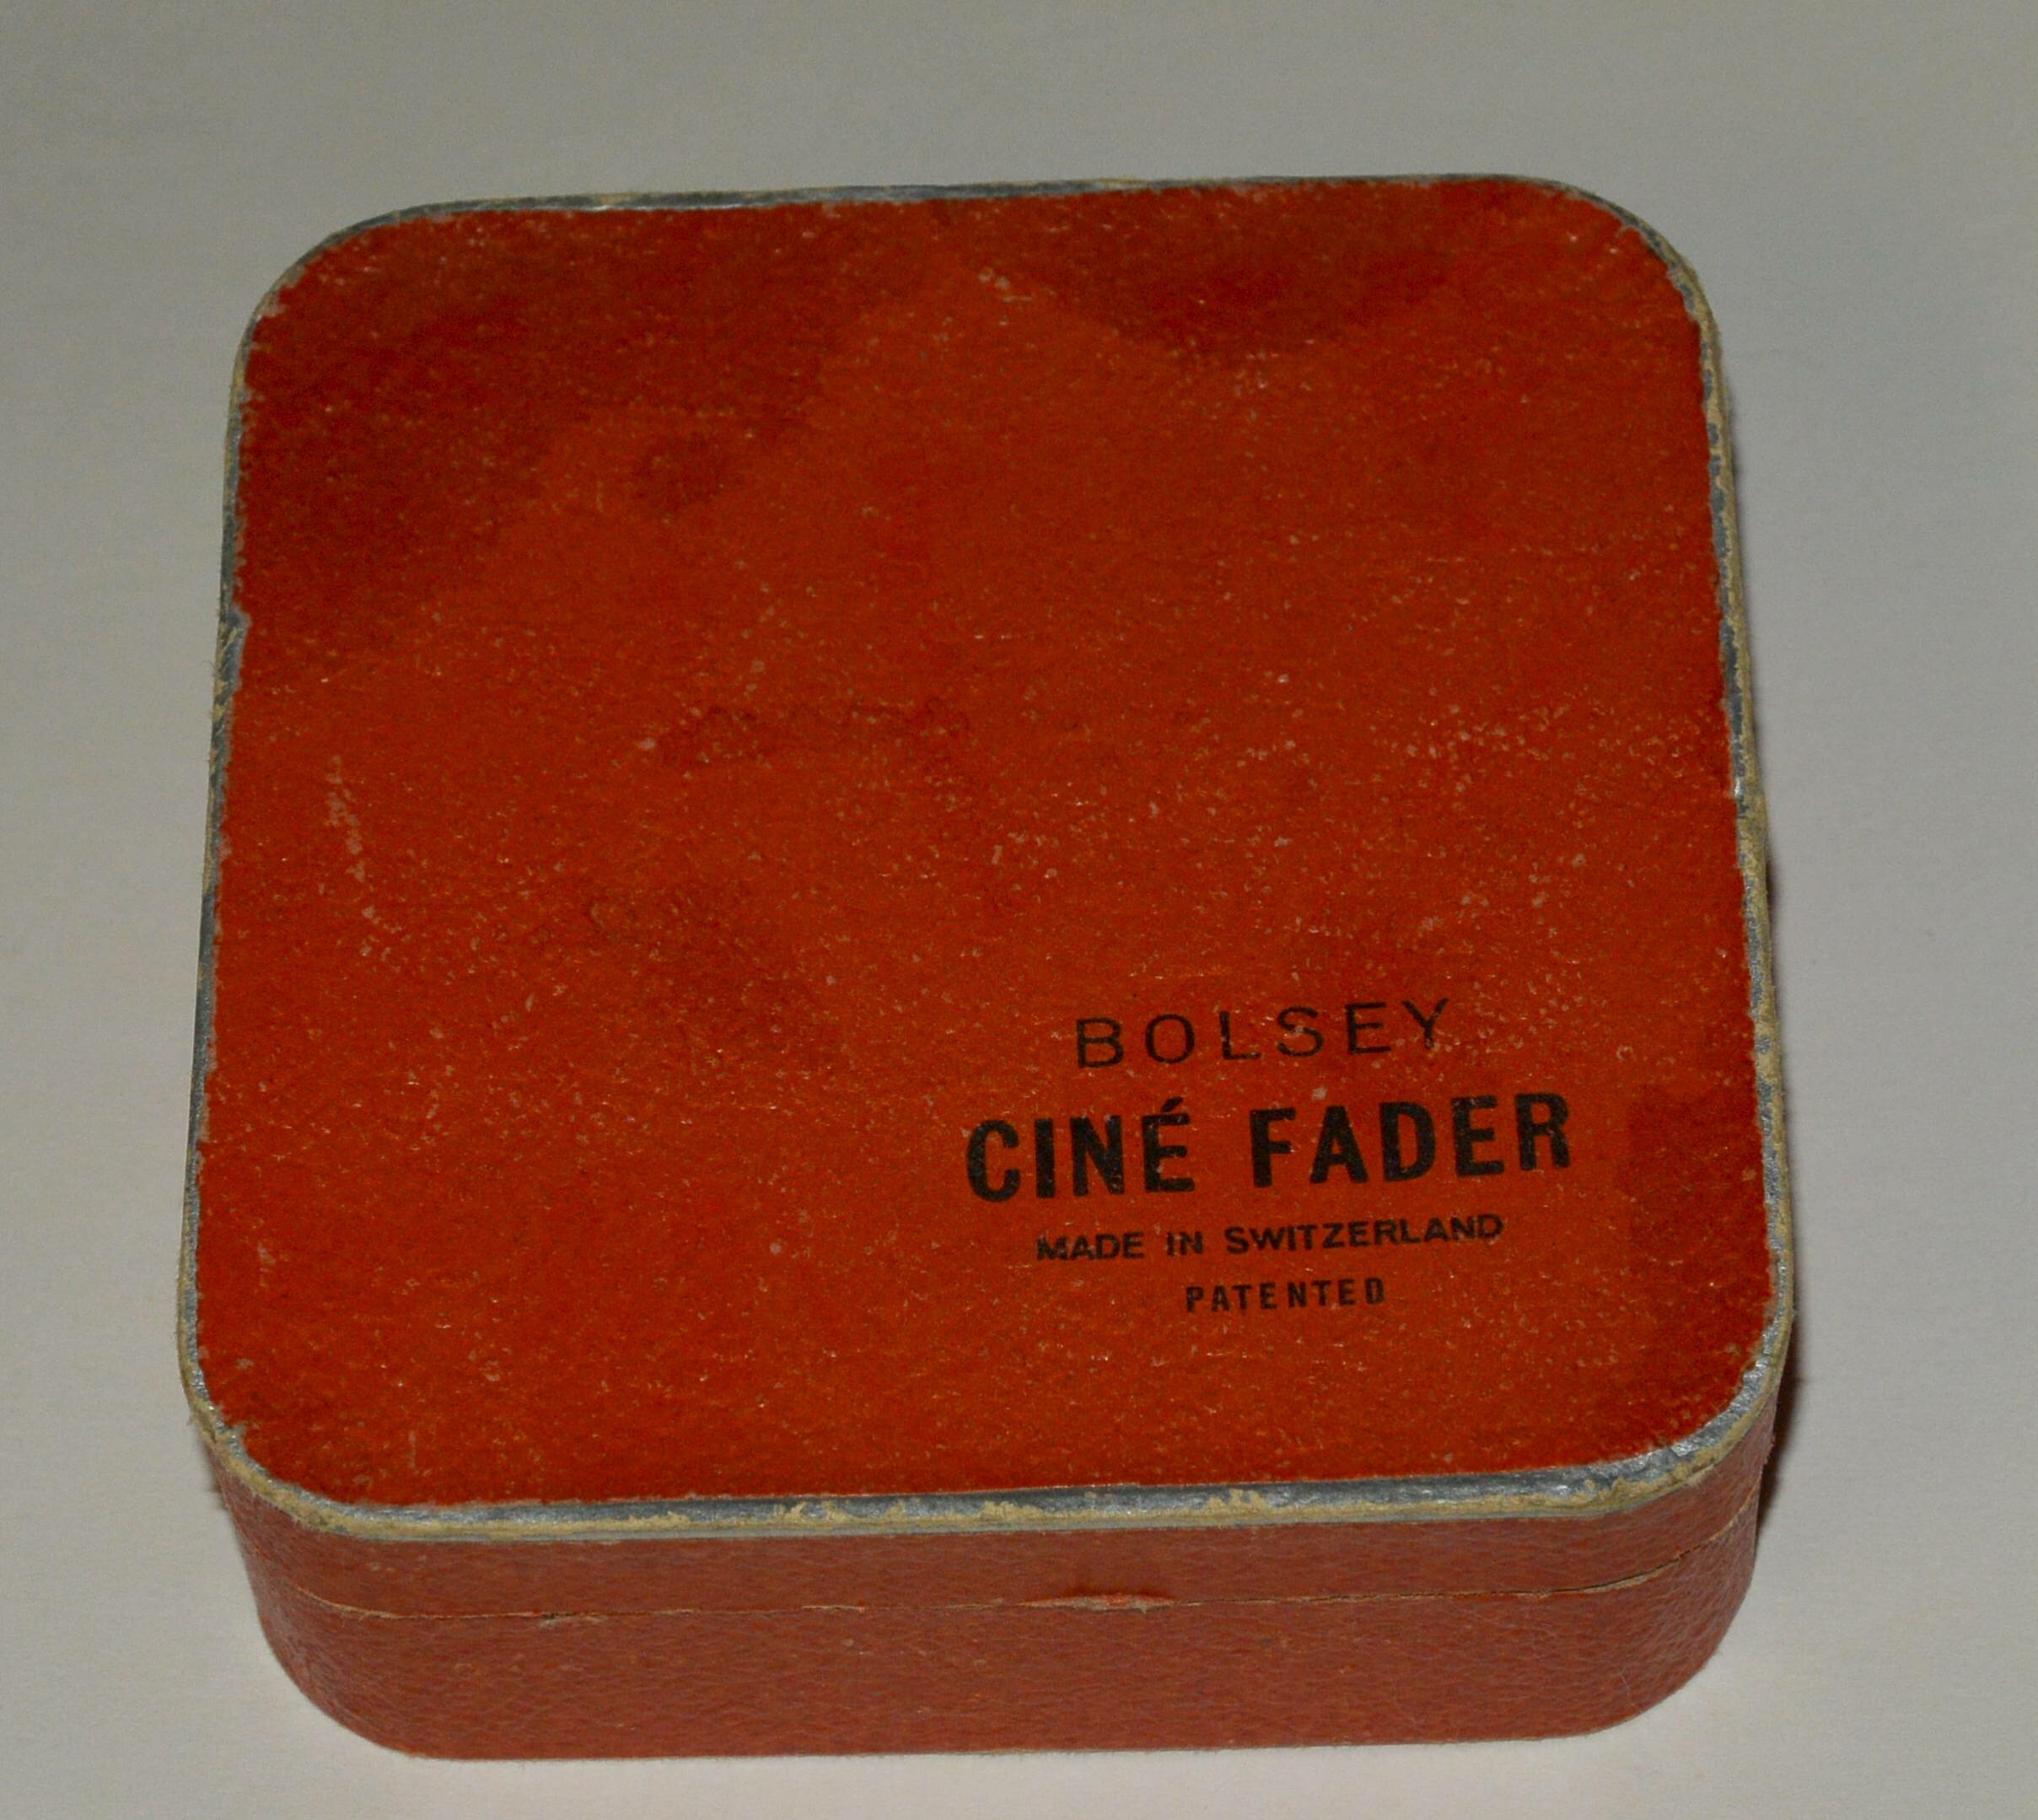 BOLSEY
CINÉ FADER
MADE IN SWITZERLAND
PATENTED